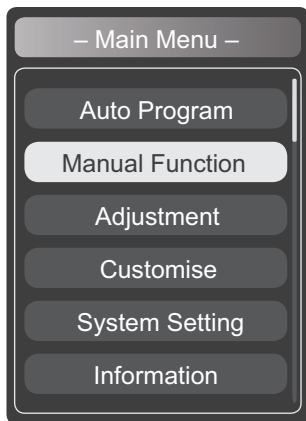 – Main Menu –
Auto Program
Manual Function
Adjustment
Customise
System Setting
Information